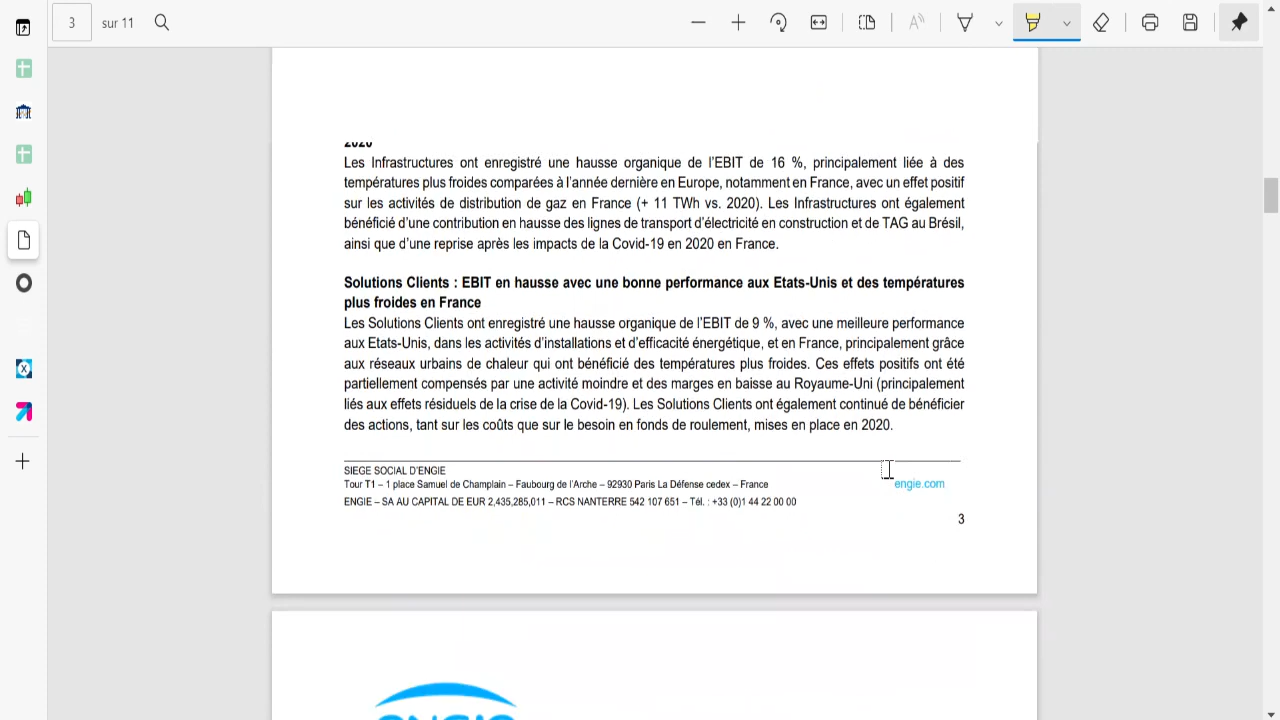 3 sur 11
2020
Les Infrastructures ont enregistré une hausse organique de l'EBIT de 16 %, principalement liée à des
températures plus froides comparées à l'année dernière en Europe, notamment en France, avec un effet positif
sur les activités de distribution de gaz en France (+ 11 TWh vs. 2020). Les Infrastructures ont également
bénéficié d'une contribution en hausse des lignes de transport d'électricité en construction et de TAG au Brésil,
ainsi que d'une reprise après les impacts de la Covid-19 en 2020 en France.
Solutions Clients : EBIT en hausse avec une bonne performance aux Etats-Unis et des températures
plus froides en France
Les Solutions Clients ont enregistré une hausse organique de l'EBIT de 9 %, avec une meilleure performance
aux Etats-Unis, dans les activités d'installations et d'efficacité énergétique, et en France, principalement grâce
aux réseaux urbains de chaleur qui ont bénéficié des températures plus froides. Ces effets positifs ont été
partiellement compensés par une activité moindre et des marges en baisse au Royaume-Uni (principalement
liés aux effets résiduels de la crise de la Covid-19). Les Solutions Clients ont également continué de bénéficier
des actions, tant sur les coûts que sur le besoin en fonds de roulement, mises en place en 2020.
SIEGE SOCIAL D'ENGIE
Tour T1 – 1 place Samuel de Champlain – Faubourg de l'Arche – 92930 Paris La Défense cedex – France
engie.com
ENGIE – SA AU CAPITAL DE EUR 2,435,285,011 – RCS NANTERRE 542 107 651 – Tél. : +33 (0)1 44 22 00 00
3
engie